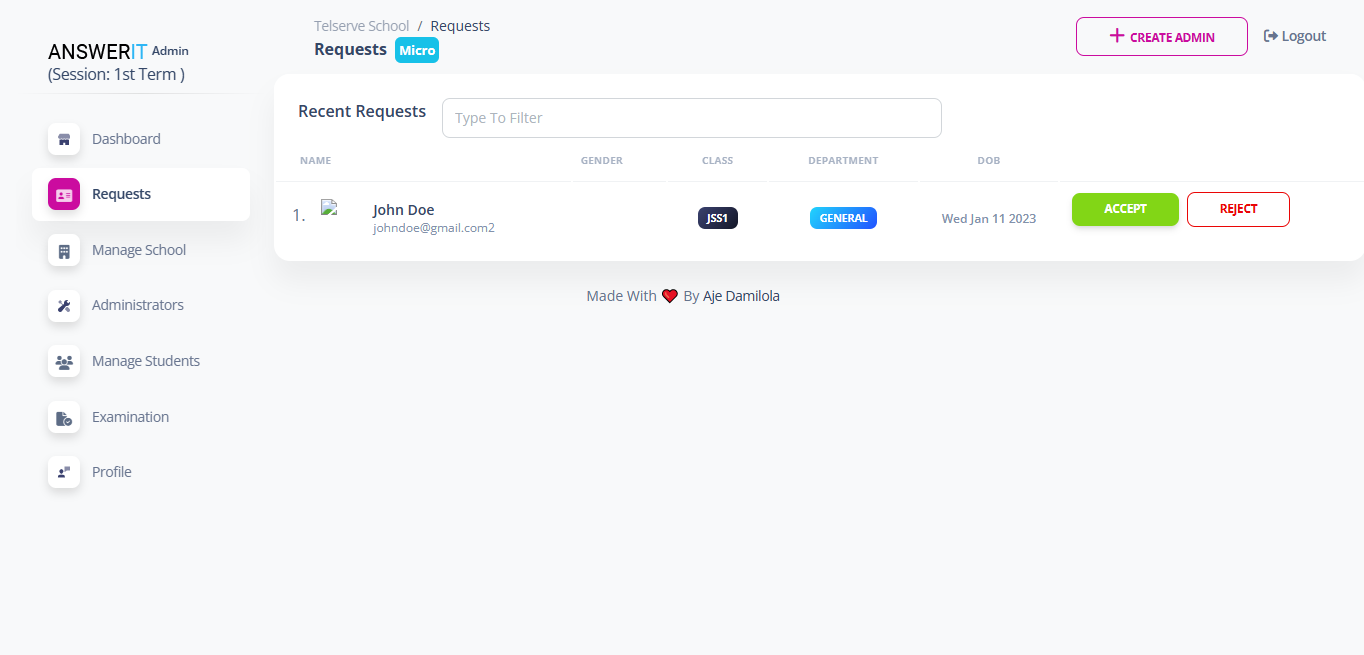 Telserve School / Requests
Requests Micro
CREATE ADMIN
Logout
ANSWERIT Admin
(Session: 1st Term )
Dashboard
Requests
Manage School
Administrators
Manage Students
Examination
Profile
Recent Requests
Type To Filter
NAME GENDER CLASS DEPARTMENT DOB
1. John Doe JSS1 GENERAL Wed Jan 11 2023 ACCEPT REJECT
johndoe@gmail.com2
Made With ❤ By Aje Damilola